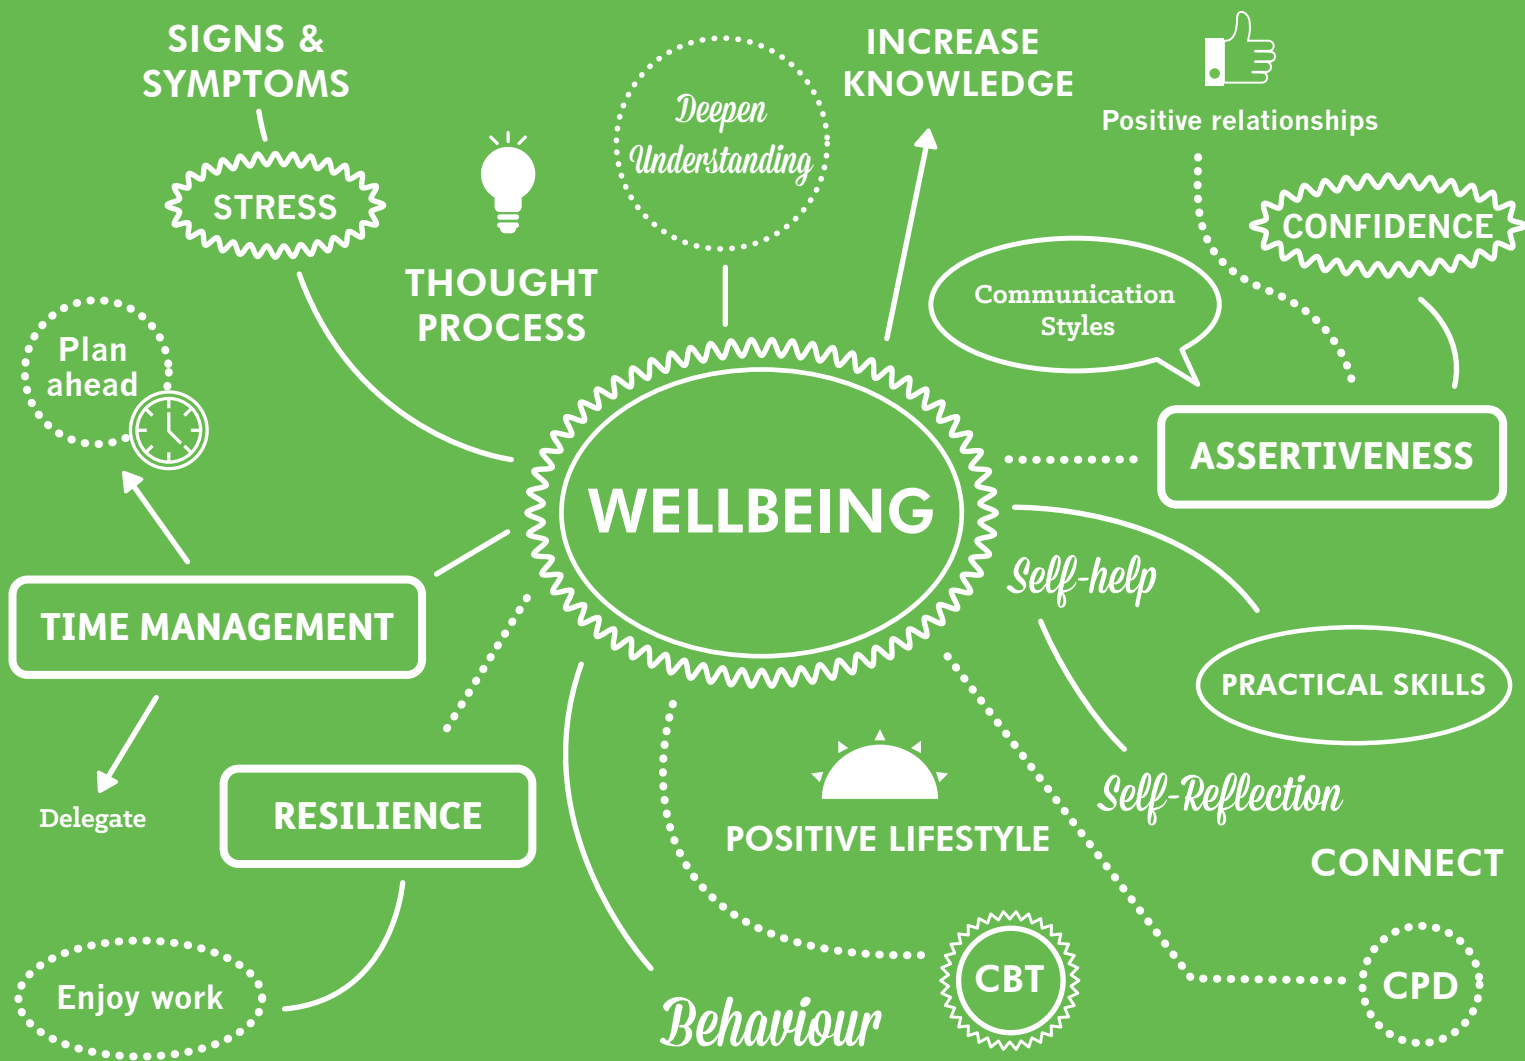 SIGNS &
SYMPTOMS
STRESS
THOUGHT
PROCESS
Deepen
Understanding
INCREASE
KNOWLEDGE
Positive relationships
CONFIDENCE
Communication
Styles
Plan
ahead
ASSERTIVENESS
WELLBEING
Self-help
TIME MANAGEMENT
PRACTICAL SKILLS
Delegate
RESILIENCE
POSITIVE LIFESTYLE
Self-Reflection
CONNECT
Enjoy work
Behaviour
CBT
CPD